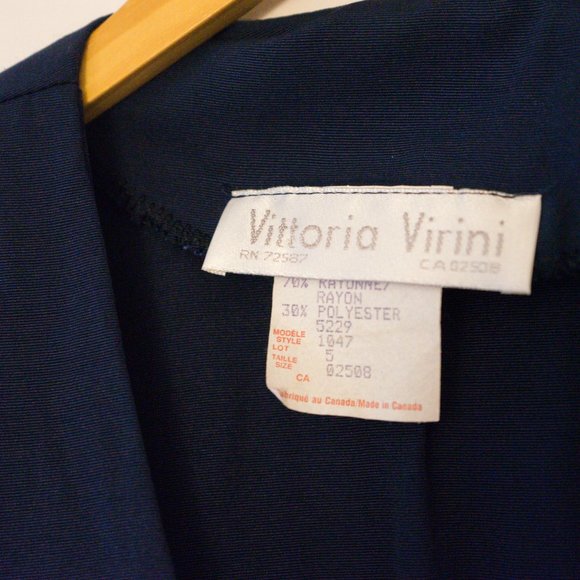 Vittoria Virini
RN 72587 CA 02508
70% RAYONNE/
RAYON
30% POLYESTER
MODÈLE STYLE 5229
LOT 1047
TAILLE SIZE 5
CA 02508
Fabriqué au Canada/Made in Canada